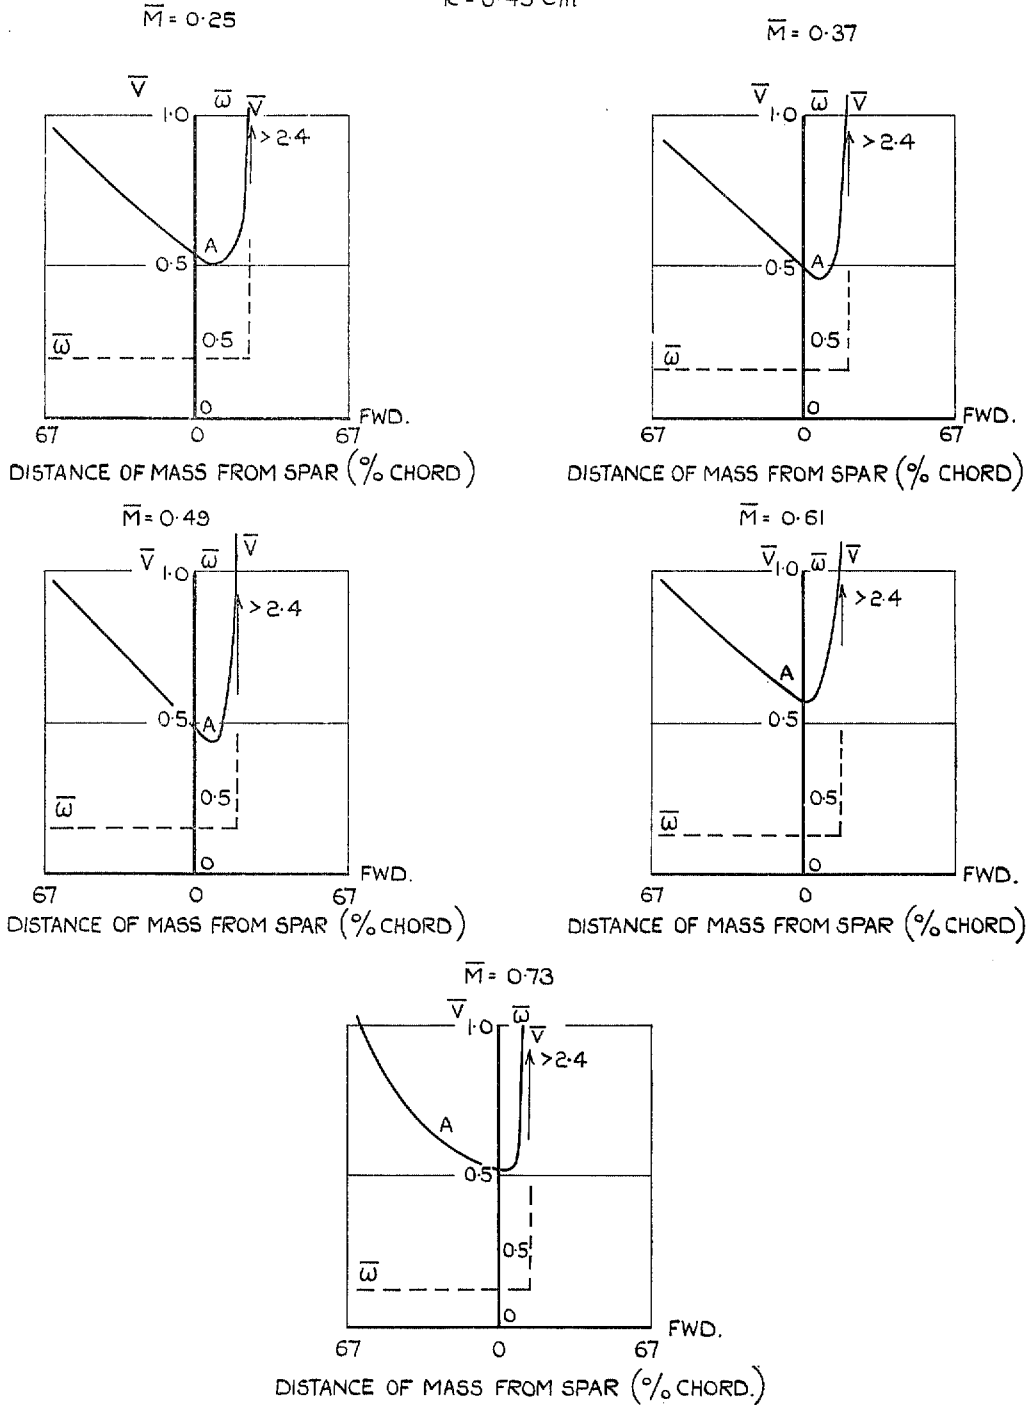 M̅ = 0·25
M̅ = 0·37
V̅
1·0
ω̅
V̅
>2·4
A
0·5
0·5
ω̅
0
67
0
67
FWD.
DISTANCE OF MASS FROM SPAR (% CHORD)
V̅
1·0
ω̅
V̅
>2·4
0·5
A
0·5
ω̅
0
67
0
67
FWD.
DISTANCE OF MASS FROM SPAR (% CHORD)
M̅ = 0·49
V̅
1·0
ω̅
V̅
>2·4
0·5
A
0·5
ω̅
0
67
0
67
FWD.
DISTANCE OF MASS FROM SPAR (% CHORD)
M̅ = 0·61
V̅
1·0
ω̅
V̅
>2·4
A
0·5
0·5
ω̅
0
67
0
FWD.
DISTANCE OF MASS FROM SPAR (% CHORD)
M̅ = 0·73
V̅
1·0
ω̅
V̅
>2·4
A
0·5
0·5
ω̅
0
67
0
67
FWD.
DISTANCE OF MASS FROM SPAR (% CHORD.)